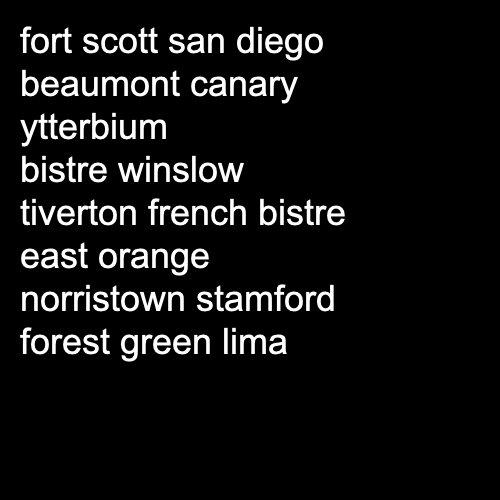 fort scott san diego
beaumont canary
ytterbium
bistre winslow
tiverton french bistre
east orange
norristown stamford
forest green lima